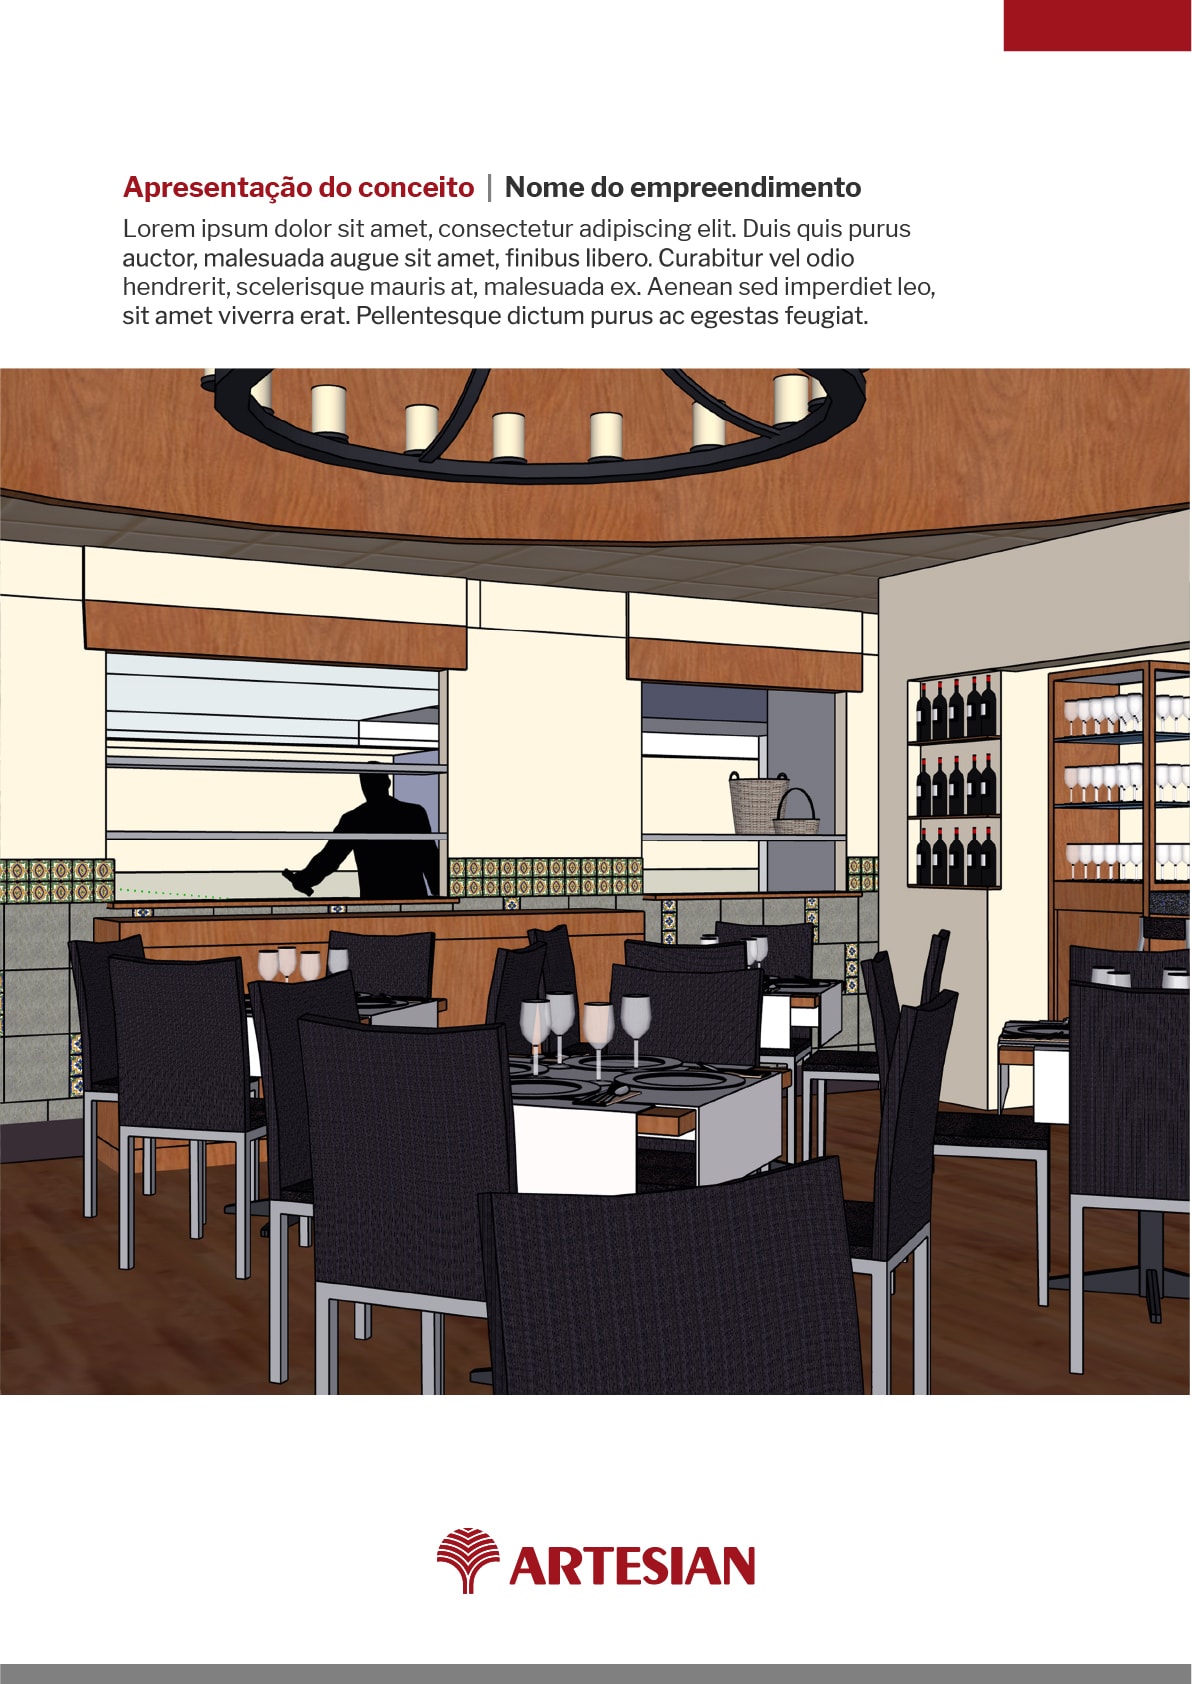 Apresentação do conceito | Nome do empreendimento
Lorem ipsum dolor sit amet, consectetur adipiscing elit. Duis quis purus
auctor, malesuada augue sit amet, finibus libero. Curabitur vel odio
hendrerit, scelerisque mauris at, malesuada ex. Aenean sed imperdiet leo,
sit amet viverra erat. Pellentesque dictum purus ac egestas feugiat.
ARTESIAN